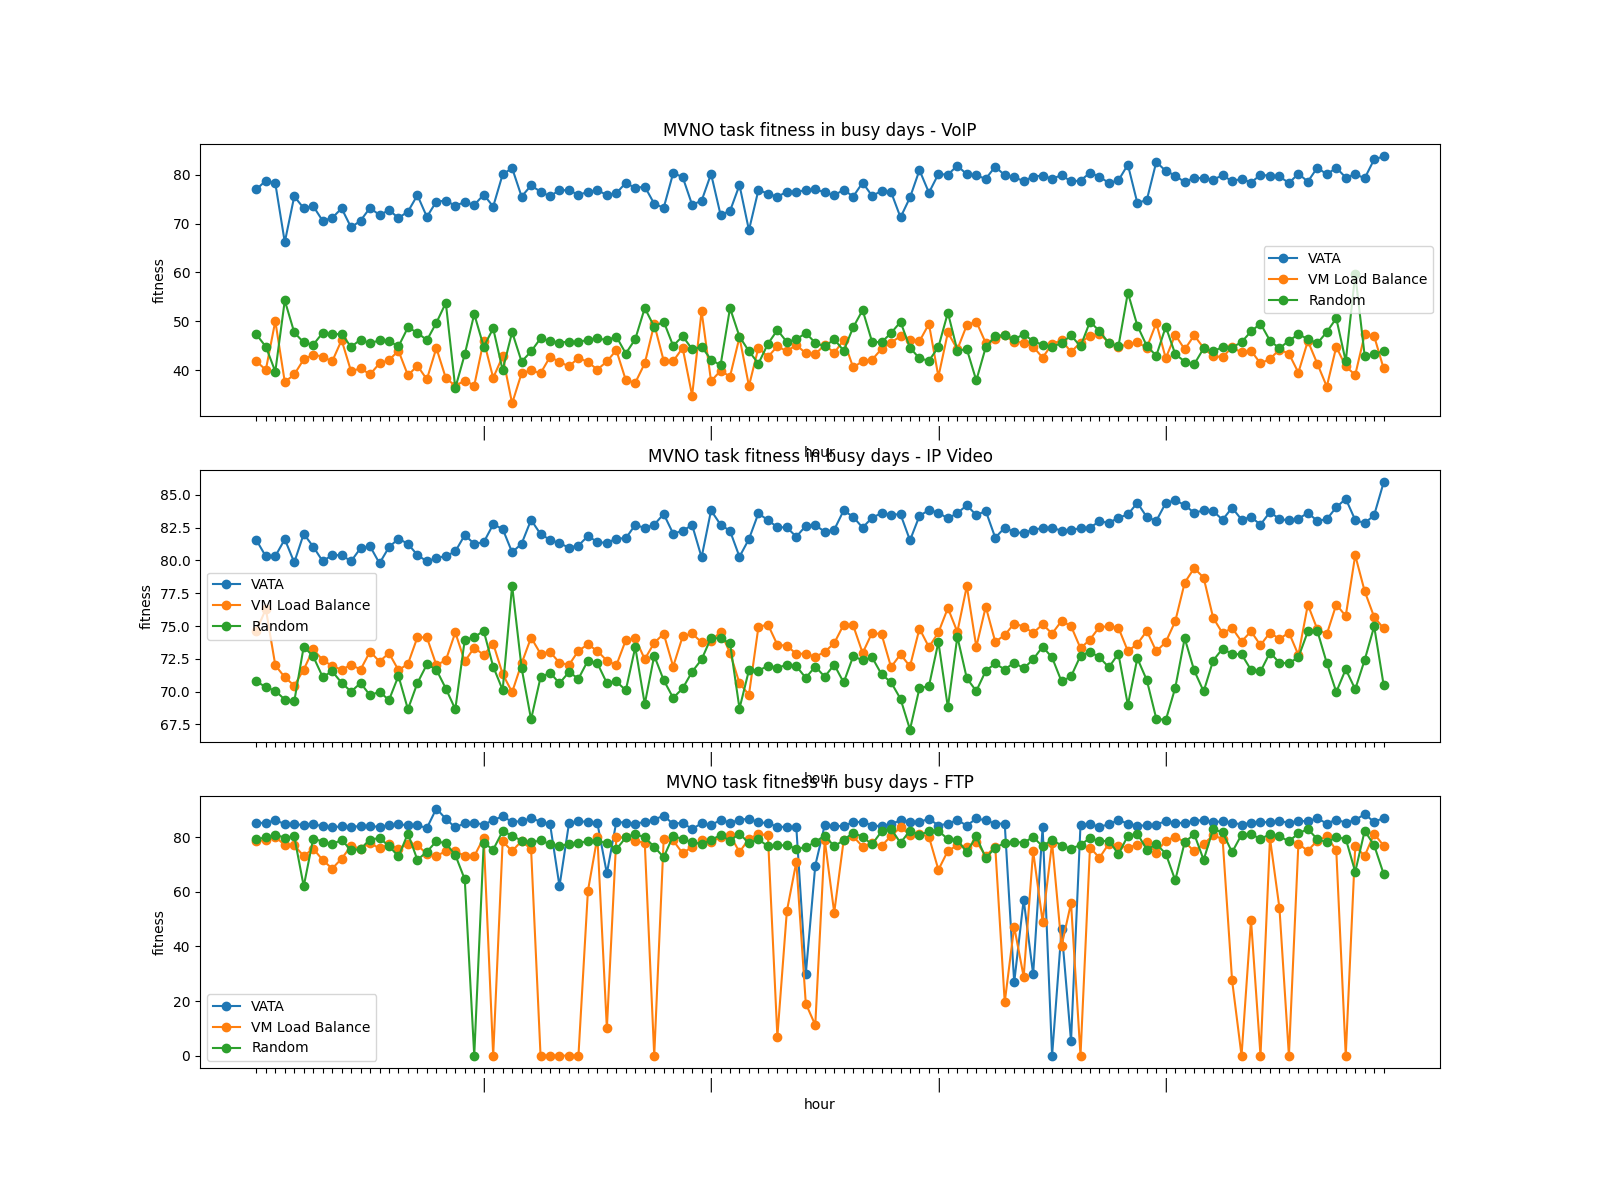 MVNO task fitness in busy days - VoIP
80
70
60
50
40
fitness
VATA
VM Load Balance
Random
hour
MVNO task fitness in busy days - IP Video
85.0
82.5
80.0
77.5
75.0
72.5
70.0
67.5
fitness
VATA
VM Load Balance
Random
hour
MVNO task fitness in busy days - FTP
80
60
40
20
0
fitness
VATA
VM Load Balance
Random
hour